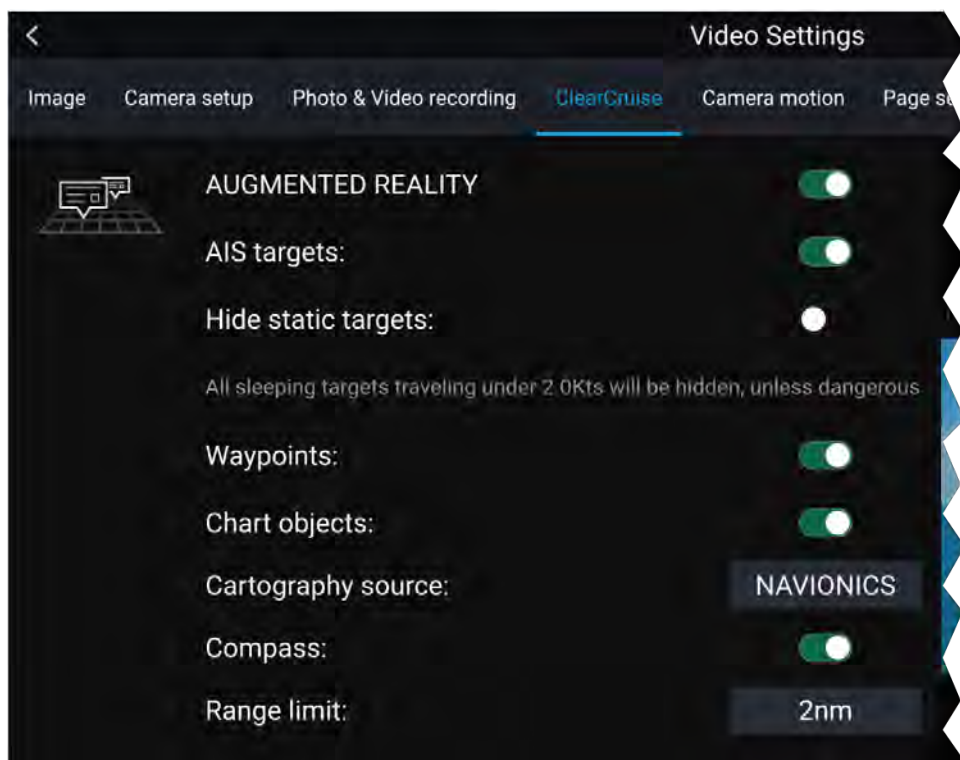 Video Settings
Image Camera setup Photo & Video recording ClearCruise Camera motion Page
AUGMENTED REALITY
AIS targets:
Hide static targets:
All sleeping targets traveling under 2.0Kts will be hidden, unless dangerous
Waypoints:
Chart objects:
Cartography source: NAVIONICS
Compass:
Range limit: 2nm